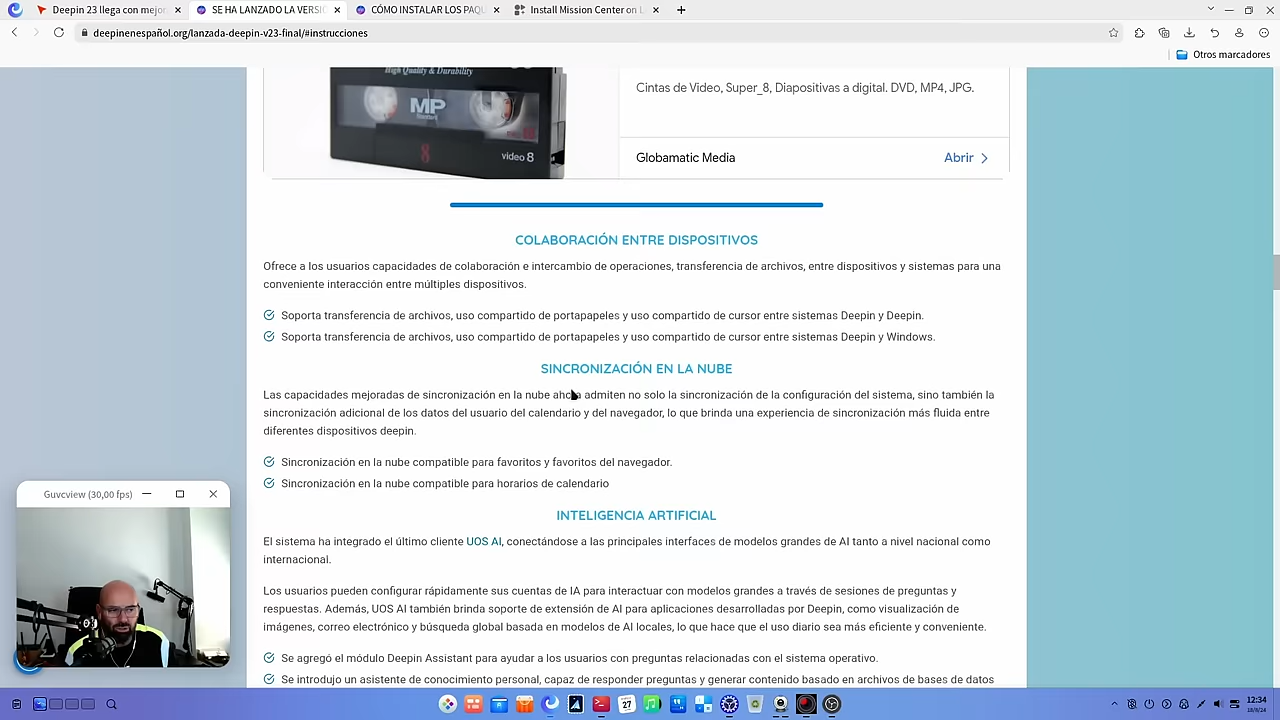 Deepin 23 llega con mejor
SE HA LANZADO LA VERSI
CÓMO INSTALAR LOS PAQU
Install Mission Center on L
deepinenespañol.org/lanzada-deepin-v23-final/#instrucciones
Otros marcadores
High Quality & Durability
MP
8
video 8
Cintas de Video, Super_8, Diapositivas a digital. DVD, MP4, JPG.
Globamatic Media
Abrir
COLABORACIÓN ENTRE DISPOSITIVOS
Ofrece a los usuarios capacidades de colaboración e intercambio de operaciones, transferencia de archivos, entre dispositivos y sistemas para una
conveniente interacción entre múltiples dispositivos.
Soporta transferencia de archivos, uso compartido de portapapeles y uso compartido de cursor entre sistemas Deepin y Deepin.
Soporta transferencia de archivos, uso compartido de portapapeles y uso compartido de cursor entre sistemas Deepin y Windows.
SINCRONIZACIÓN EN LA NUBE
Las capacidades mejoradas de sincronización en la nube ahora admiten no solo la sincronización de la configuración del sistema, sino también la
sincronización adicional de los datos del usuario del calendario y del navegador, lo que brinda una experiencia de sincronización más fluida entre
diferentes dispositivos deepin.
Sincronización en la nube compatible para favoritos y favoritos del navegador.
Sincronización en la nube compatible para horarios de calendario
INTELIGENCIA ARTIFICIAL
El sistema ha integrado el último cliente UOS AI, conectándose a las principales interfaces de modelos grandes de AI tanto a nivel nacional como
internacional.
Los usuarios pueden configurar rápidamente sus cuentas de IA para interactuar con modelos grandes a través de sesiones de preguntas y
respuestas. Además, UOS AI también brinda soporte de extensión de AI para aplicaciones desarrolladas por Deepin, como visualización de
imágenes, correo electrónico y búsqueda global basada en modelos de AI locales, lo que hace que el uso diario sea más eficiente y conveniente.
Se agregó el módulo Deepin Assistant para ayudar a los usuarios con preguntas relacionadas con el sistema operativo.
Se introdujo un asistente de conocimiento personal, capaz de responder preguntas y generar contenido basado en archivos de bases de datos
Guvcview (30,00 fps)
27
12:34
18/8/24